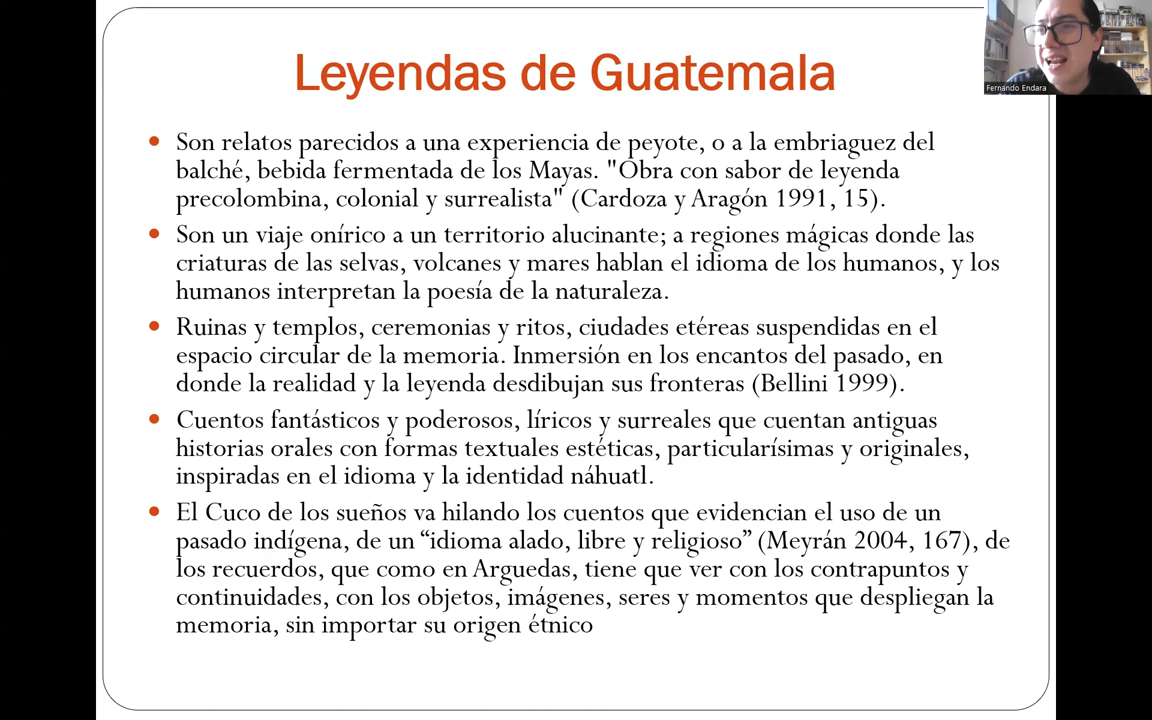 Leyendas de Guatemala
Fernando Endara
• Son relatos parecidos a una experiencia de peyote, o a la embriaguez del
balché, bebida fermentada de los Mayas. "Obra con sabor de leyenda
precolombina, colonial y surrealista" (Cardoza y Aragón 1991, 15).
• Son un viaje onírico a un territorio alucinante; a regiones mágicas donde las
criaturas de las selvas, volcanes y mares hablan el idioma de los humanos, y los
humanos interpretan la poesía de la naturaleza.
• Ruinas y templos, ceremonias y ritos, ciudades etéreas suspendidas en el
espacio circular de la memoria. Inmersión en los encantos del pasado, en
donde la realidad y la leyenda desdibujan sus fronteras (Bellini 1999).
• Cuentos fantásticos y poderosos, líricos y surreales que cuentan antiguas
historias orales con formas textuales estéticas, particularísimas y originales,
inspiradas en el idioma y la identidad náhuatl.
• El Cuco de los sueños va hilando los cuentos que evidencian el uso de un
pasado indígena, de un “idioma alado, libre y religioso” (Meyrán 2004, 167), de
los recuerdos, que como en Arguedas, tiene que ver con los contrapuntos y
continuidades, con los objetos, imágenes, seres y momentos que despliegan la
memoria, sin importar su origen étnico